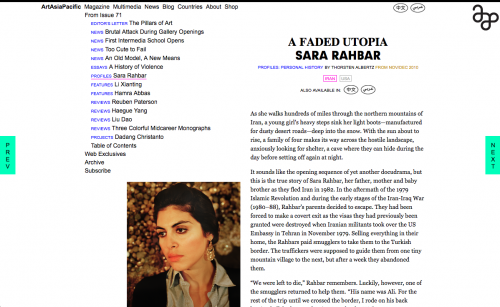 ArtAsiaPacific Magazine Multimedia News Blog Countries About Shop
中文
From Issue 71
EDITOR'S LETTER The Pillars of Art
NEWS Brutal Attack During Gallery Openings
NEWS First Intermedia School Opens
NEWS Too Cute to Fail
NEWS An Old Model, A New Means
ESSAYS A History of Violence
PROFILES Sara Rahbar
FEATURES Li Xianting
FEATURES Hamra Abbas
REVIEWS Reuben Paterson
REVIEWS Haegue Yang
REVIEWS Liu Dao
REVIEWS Three Colorful Midcareer Monographs
PROJECTS Dadang Christanto
Table of Contents
Web Exclusives
Archive
Subscribe
PREV
A FADED UTOPIA
SARA RAHBAR
PROFILES: PERSONAL HISTORY BY THORSTEN ALBERTZ FROM NOV/DEC 2010
IRAN USA
ALSO AVAILABLE IN: 中文
As she walks hundreds of miles through the northern mountains of
Iran, a young girl's heavy steps sink her light boots—manufactured
for dusty desert roads—deep into the snow. With the sun about to
rise, a family of four makes its way across the hostile landscape,
anxiously looking for shelter, a cave where they can hide during the
day before setting off again at night.
It sounds like the opening sequence of yet another docudrama, but
this is the true story of Sara Rahbar, her father, mother and baby
brother as they fled Iran in 1982. In the aftermath of the 1979
Islamic Revolution and during the early stages of the Iran-Iraq War
(1980–88), Rahbar's parents decided to escape. They had been
forced to make a covert exit as the visas they had previously been
granted were destroyed when Iranian militants took over the US
Embassy in Tehran in November 1979. Selling everything in their
home, the Rahbars paid smugglers to take them to the Turkish
border. The traffickers were supposed to guide them from one tiny
mountain village to the next, but after a week they abandoned
them.
"We were left to die," Rahbar remembers. Luckily, however, one of
the smugglers returned to help them. "His name was Ali. For the
rest of the trip until we crossed the border, I rode on his back
NEXT